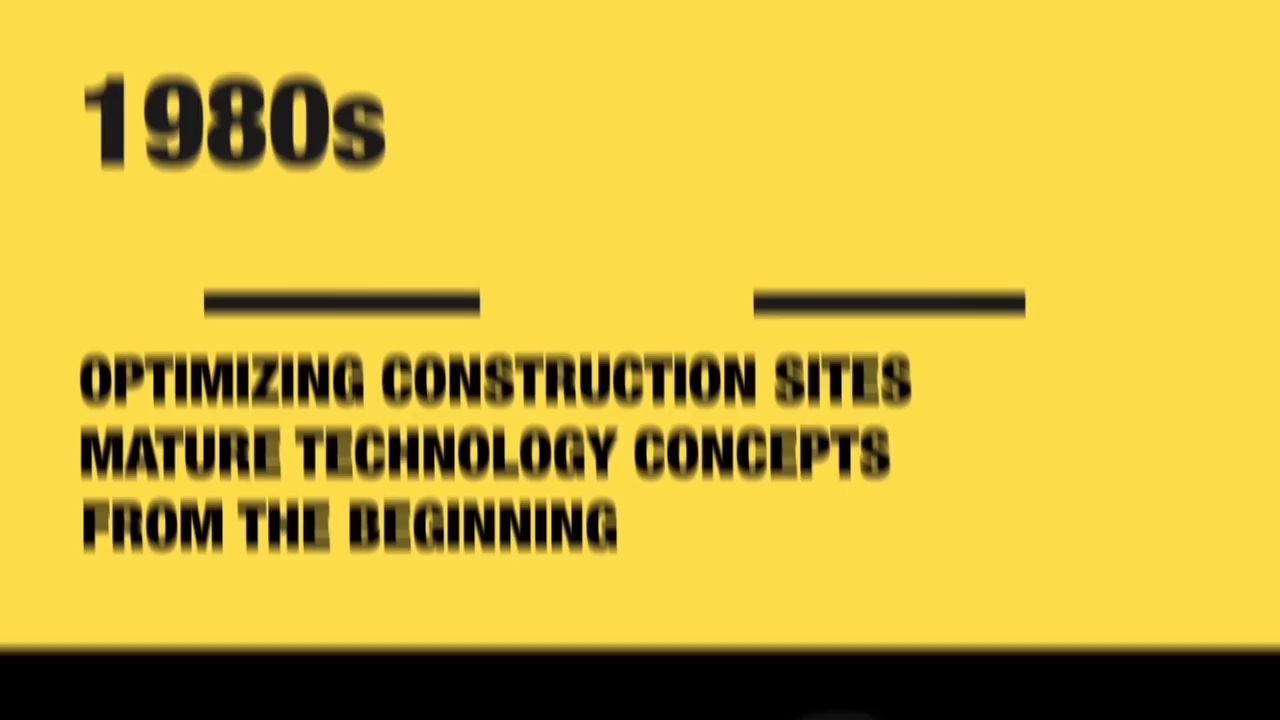 1980s
OPTIMIZING CONSTRUCTION SITES
MATURE TECHNOLOGY CONCEPTS
FROM THE BEGINNING